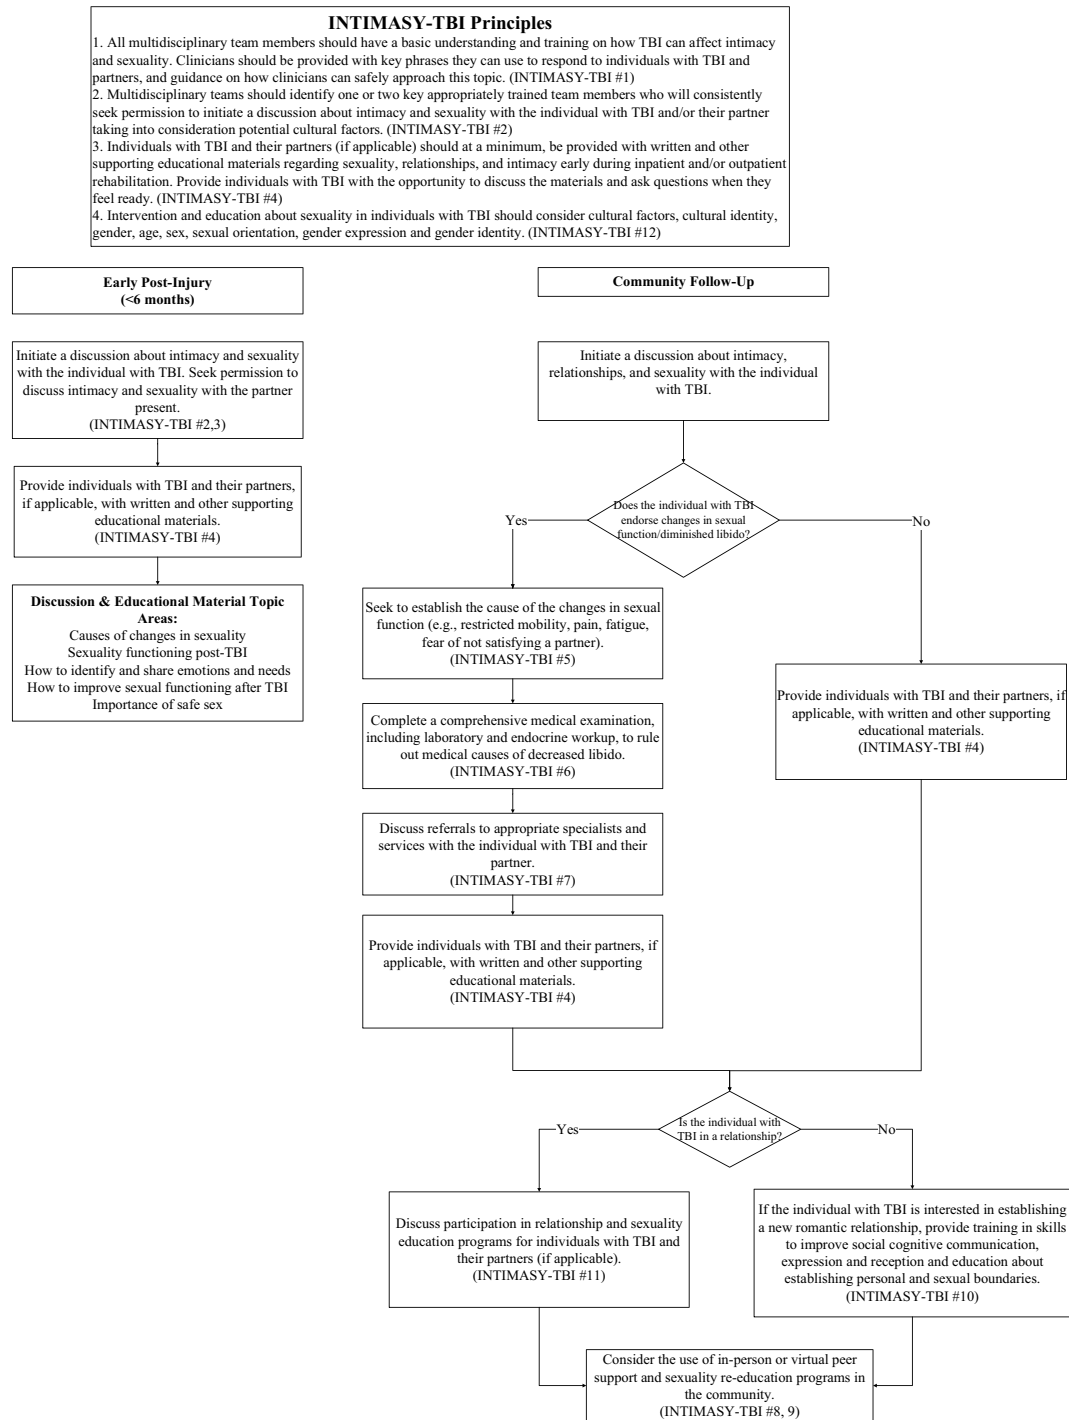 INTIMASY-TBI Principles
1. All multidisciplinary team members should have a basic understanding and training on how TBI can affect intimacy
and sexuality. Clinicians should be provided with key phrases they can use to respond to individuals with TBI and
partners, and guidance on how clinicians can safely approach this topic. (INTIMASY-TBI #1)
2. Multidisciplinary teams should identify one or two key appropriately trained team members who will consistently
seek permission to initiate a discussion about intimacy and sexuality with the individual with TBI and/or their partner
taking into consideration potential cultural factors. (INTIMASY-TBI #2)
3. Individuals with TBI and their partners (if applicable) should at a minimum, be provided with written and other
supporting educational materials regarding sexuality, relationships, and intimacy early during inpatient and/or outpatient
rehabilitation. Provide individuals with TBI with the opportunity to discuss the materials and ask questions when they
feel ready. (INTIMASY-TBI #4)
4. Intervention and education about sexuality in individuals with TBI should consider cultural factors, cultural identity,
gender, age, sex, sexual orientation, gender expression and gender identity. (INTIMASY-TBI #12)
Early Post-Injury
(<6 months)
Initiate a discussion about intimacy and sexuality
with the individual with TBI. Seek permission to
discuss intimacy and sexuality with the partner
present.
(INTIMASY-TBI #2,3)
Provide individuals with TBI and their partners,
if applicable, with written and other supporting
educational materials.
(INTIMASY-TBI #4)
Discussion & Educational Material Topic
Areas:
Causes of changes in sexuality
Sexuality functioning post-TBI
How to identify and share emotions and needs
How to improve sexual functioning after TBI
Importance of safe sex
Community Follow-Up
Initiate a discussion about intimacy,
relationships, and sexuality with the individual
with TBI.
Does the individual with TBI
endorse changes in sexual
function/diminished libido?
Yes
No
Seek to establish the cause of the changes in sexual
function (e.g., restricted mobility, pain, fatigue,
fear of not satisfying a partner).
(INTIMASY-TBI #5)
Complete a comprehensive medical examination,
including laboratory and endocrine workup, to rule
out medical causes of decreased libido.
(INTIMASY-TBI #6)
Discuss referrals to appropriate specialists and
services with the individual with TBI and their
partner.
(INTIMASY-TBI #7)
Provide individuals with TBI and their partners, if
applicable, with written and other supporting
educational materials.
(INTIMASY-TBI #4)
Provide individuals with TBI and their partners, if
applicable, with written and other supporting
educational materials.
(INTIMASY-TBI #4)
Is the individual with
TBI in a relationship?
Yes
No
Discuss participation in relationship and sexuality
education programs for individuals with TBI and
their partners (if applicable).
(INTIMASY-TBI #11)
If the individual with TBI is interested in establishing
a new romantic relationship, provide training in skills
to improve social cognitive communication,
expression and reception and education about
establishing personal and sexual boundaries.
(INTIMASY-TBI #10)
Consider the use of in-person or virtual peer
support and sexuality re-education programs in
the community.
(INTIMASY-TBI #8, 9)